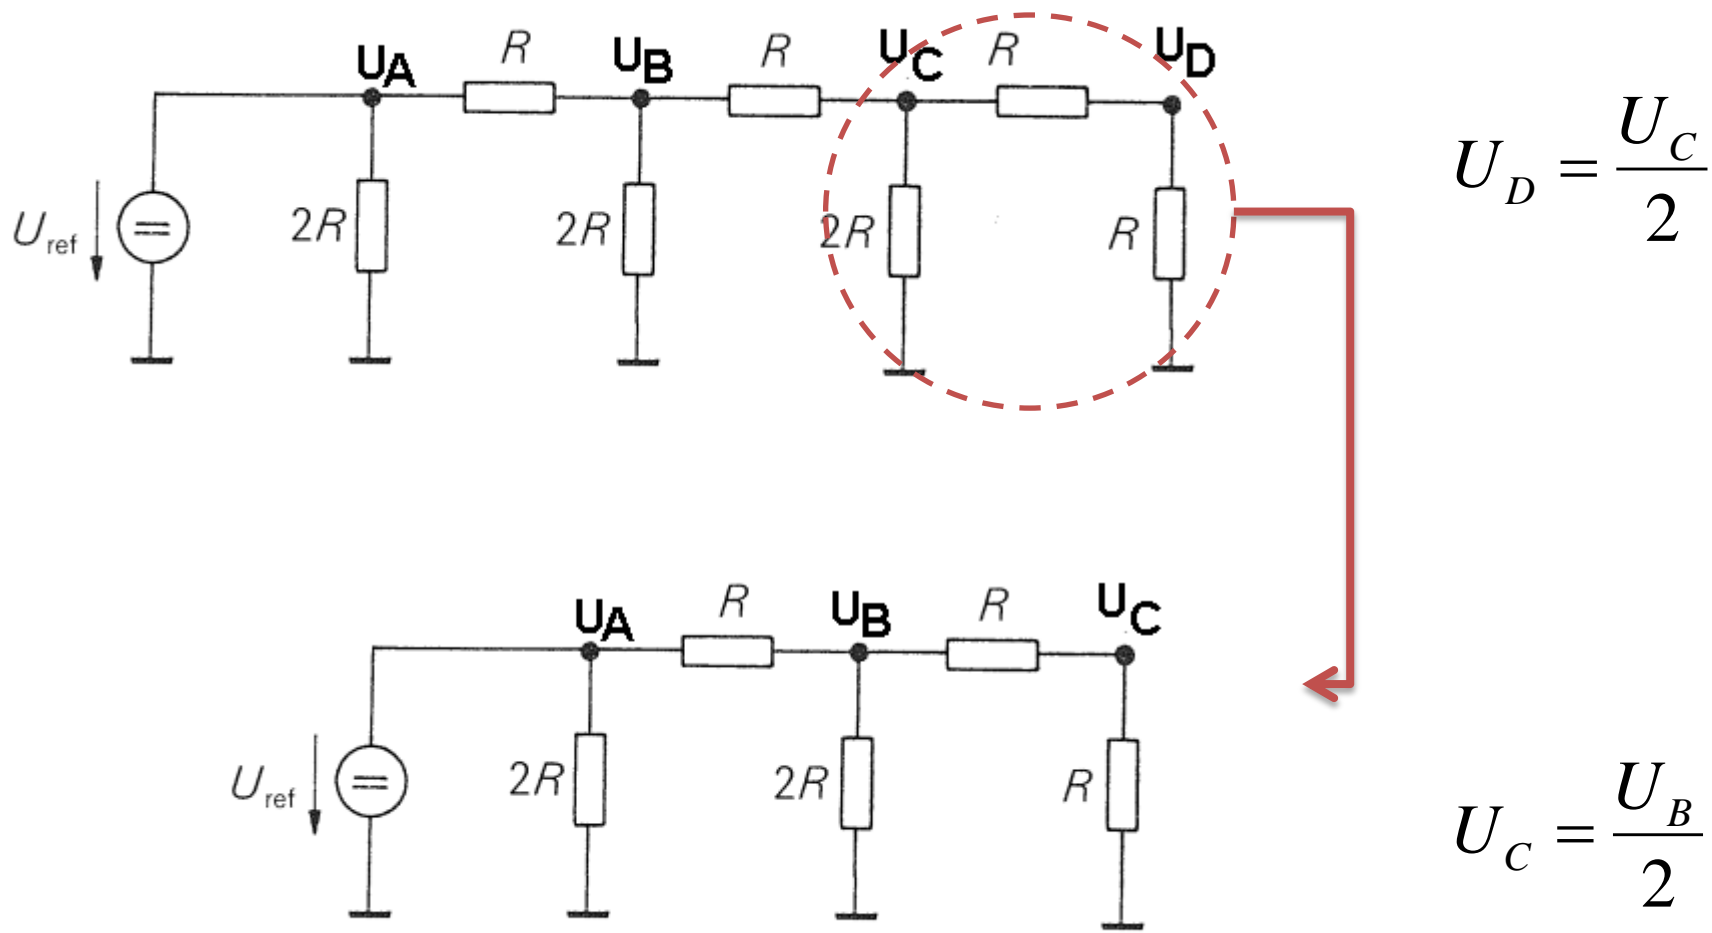 U_A R U_B R U_C R U_D
U_D = U_C / 2
U_ref = 2R 2R 2R R
U_A R U_B R U_C
U_ref = 2R 2R R
U_C = U_B / 2